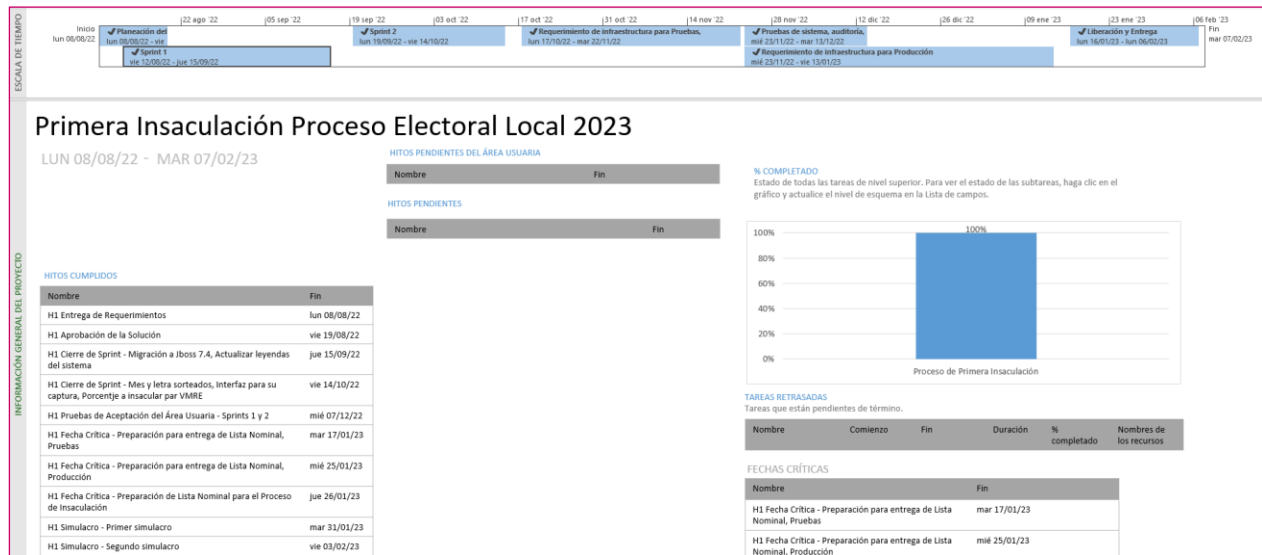 ESCALA DE TIEMPO
Inicio
lun 08/08/22
22 ago '22
05 sep '22
19 sep '22
03 oct '22
17 oct '22
31 oct '22
14 nov '22
28 nov '22
12 dic '22
26 dic '22
09 ene '23
23 ene '23
06 feb '23
Planeación del
lun 08/08/22 - vie
Sprint 1
vie 12/08/22 - jue 15/09/22
Sprint 2
lun 19/09/22 - vie 14/10/22
Requerimiento de infraestructura para Pruebas,
lun 17/10/22 - mar 22/11/22
Pruebas de sistema, auditoría,
mié 23/11/22 - mar 13/12/22
Requerimiento de infraestructura para Producción
mié 23/11/22 - vie 13/01/23
Liberación y Entrega
lun 16/01/23 - lun 06/02/23
Fin
mar 07/02/23
INFORMACIÓN GENERAL DEL PROYECTO
Primera Insaculación Proceso Electoral Local 2023
LUN 08/08/22 - MAR 07/02/23
HITOS CUMPLIDOS
Nombre Fin
H1 Entrega de Requerimientos lun 08/08/22
H1 Aprobación de la Solución vie 19/08/22
H1 Cierre de Sprint - Migración a Jboss 7.4, Actualizar leyendas jue 15/09/22
del sistema
H1 Cierre de Sprint - Mes y letra sorteados, Interfaz para su vie 14/10/22
captura, Porcentje a insacular par VMRE
H1 Pruebas de Aceptación del Área Usuaria - Sprints 1 y 2 mié 07/12/22
H1 Fecha Crítica - Preparación para entrega de Lista Nominal, mar 17/01/23
Pruebas
H1 Fecha Crítica - Preparación para entrega de Lista Nominal, mié 25/01/23
Producción
H1 Fecha Crítica - Preparación de Lista Nominal para el Proceso jue 26/01/23
de Insaculación
H1 Simulacro - Primer simulacro mar 31/01/23
H1 Simulacro - Segundo simulacro vie 03/02/23
HITOS PENDIENTES DEL ÁREA USUARIA
Nombre Fin
HITOS PENDIENTES
Nombre Fin
% COMPLETADO
Estado de todas las tareas de nivel superior. Para ver el estado de las subtareas, haga clic en el
gráfico y actualice el nivel de esquema en la Lista de campos.
100%
100%
80%
60%
40%
20%
0%
Proceso de Primera Insaculación
TAREAS RETRASADAS
Tareas que están pendientes de término.
Nombre Comienzo Fin Duración % Nombres de
completado los recursos
FECHAS CRÍTICAS
Nombre Fin
H1 Fecha Crítica - Preparación para entrega de Lista mar 17/01/23
Nominal, Pruebas
H1 Fecha Crítica - Preparación para entrega de Lista mié 25/01/23
Nominal, Producción